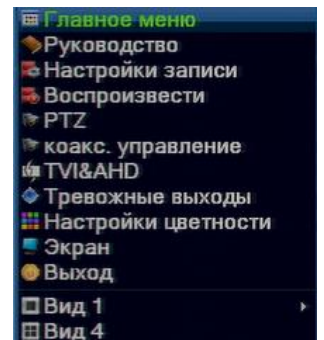 Главное меню
Руководство
Настройки записи
Воспроизвести
PTZ
коакс. управление
TVI&AHD
Тревожные выходы
Настройки цветности
Экран
Выход
Вид 1
Вид 4